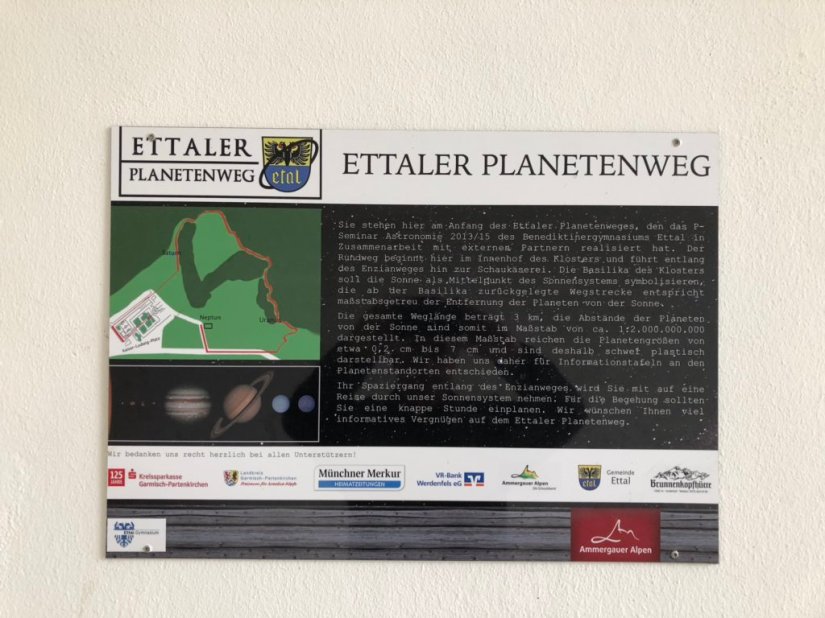 ETTALER
PLANETENWEG
etal
ETTALER PLANETENWEG
Sie stehen hier am Anfang des Ettaler Planetenweges, den das P-
Seminar Astronomie 2013/15 des Benediktinergymnasiums Ettal in
Zusammenarbeit mit externen Partnern realisiert hat. Der
Rundweg beginnt hier im Innenhof des Klosters und führt entlang
des Enzianweges hin zur Schaukäserei. Die Basilika des Klosters
soll die Sonne als Mittelpunkt des Sonnensystems symbolisieren,
die ab der Basilika zurückgelegte Wegstrecke entspricht
maßstabsgetreu der Entfernung der Planeten von der Sonne.
Die gesamte Weglänge beträgt 3 km, die Abstände der Planeten
von der Sonne sind somit im Maßstab von ca. 1:2.000.000.000
dargestellt. In diesem Maßstab reichen die Planetengrößen von
etwa 0,2 cm bis 7 cm und sind deshalb schwer plastisch
darstellbar. Wir haben uns daher für Informationstafeln an den
Planetenstandorten entschieden.
Ihr Spaziergang entlang des Enzianweges wird Sie mit auf eine
Reise durch unser Sonnensystem nehmen. Für die Begehung sollten
Sie eine knappe Stunde einplanen. Wir wünschen Ihnen viel
informatives Vergnügen auf dem Ettaler Planetenweg.
Saturn
Neptun
Uranus
Kaiser-Ludwig-Platz
Wir bedanken uns recht herzlich bei allen Unterstützern!
125
JAHRE
Kreissparkasse
Garmisch-Partenkirchen
Landkreis
Garmisch-Partenkirchen
Münchner Merkur
HEIMATZEITUNGEN
VR-Bank
Werdenfels eG
Ammergauer Alpen
Gemeinde
Ettal
Brunnenkopfhütte
Ettal Gymnasium
Ammergauer Alpen